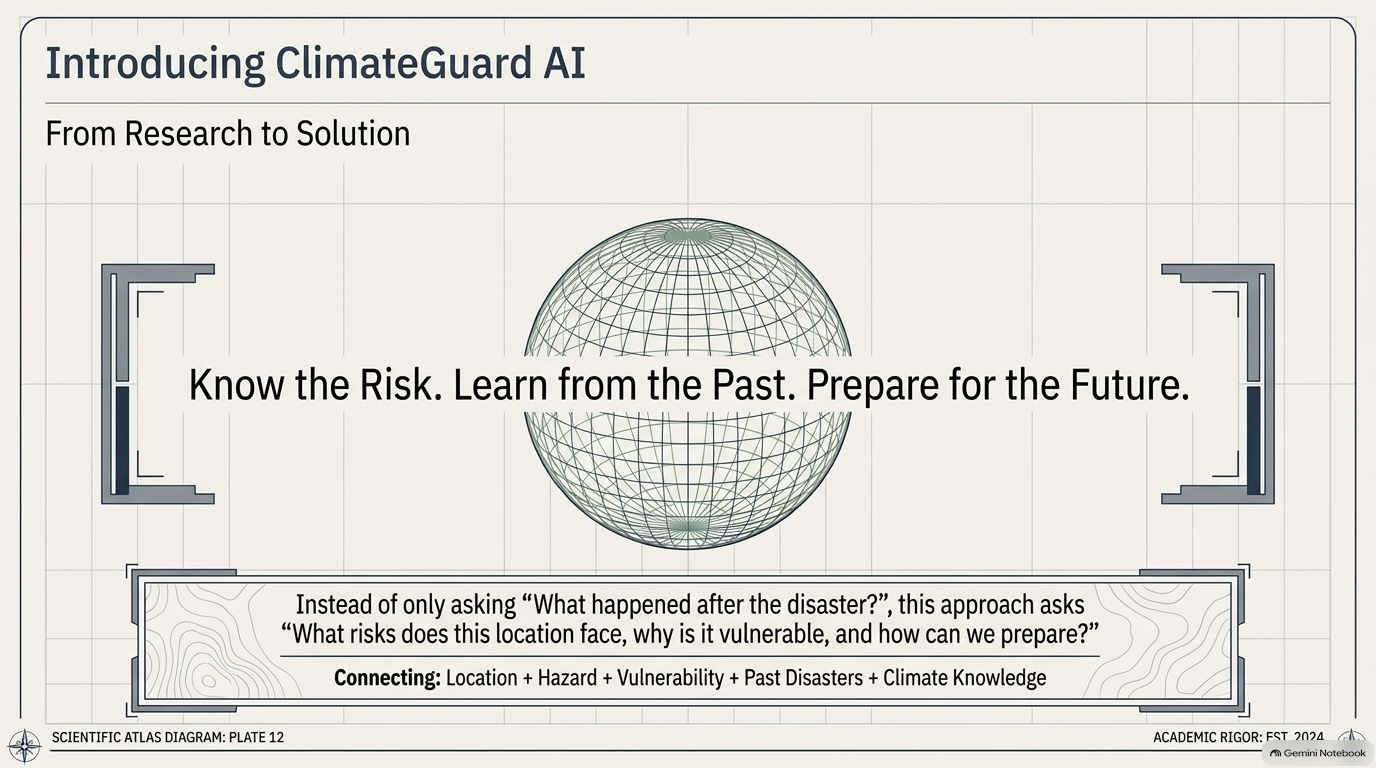 Introducing ClimateGuard AI
From Research to Solution
Know the Risk. Learn from the Past. Prepare for the Future.
Instead of only asking “What happened after the disaster?”, this approach asks
“What risks does this location face, why is it vulnerable, and how can we prepare?”
Connecting: Location + Hazard + Vulnerability + Past Disasters + Climate Knowledge
SCIENTIFIC ATLAS DIAGRAM: PLATE 12
ACADEMIC RIGOR: EST. 2024
Gemini Notebook